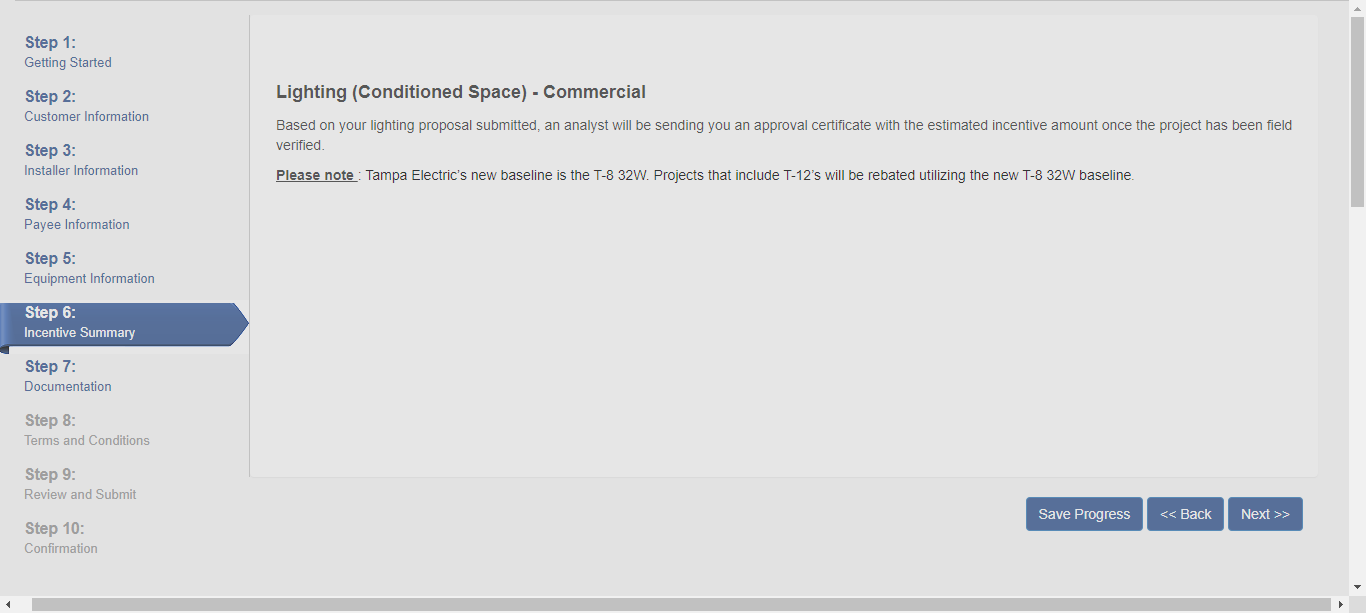 Step 1:
Getting Started
Step 2:
Customer Information
Step 3:
Installer Information
Step 4:
Payee Information
Step 5:
Equipment Information
Step 6:
Incentive Summary
Step 7:
Documentation
Step 8:
Terms and Conditions
Step 9:
Review and Submit
Step 10:
Confirmation
Lighting (Conditioned Space) - Commercial
Based on your lighting proposal submitted, an analyst will be sending you an approval certificate with the estimated incentive amount once the project has been field
verified.
Please note : Tampa Electric’s new baseline is the T-8 32W. Projects that include T-12’s will be rebated utilizing the new T-8 32W baseline.
Save Progress
<< Back
Next >>